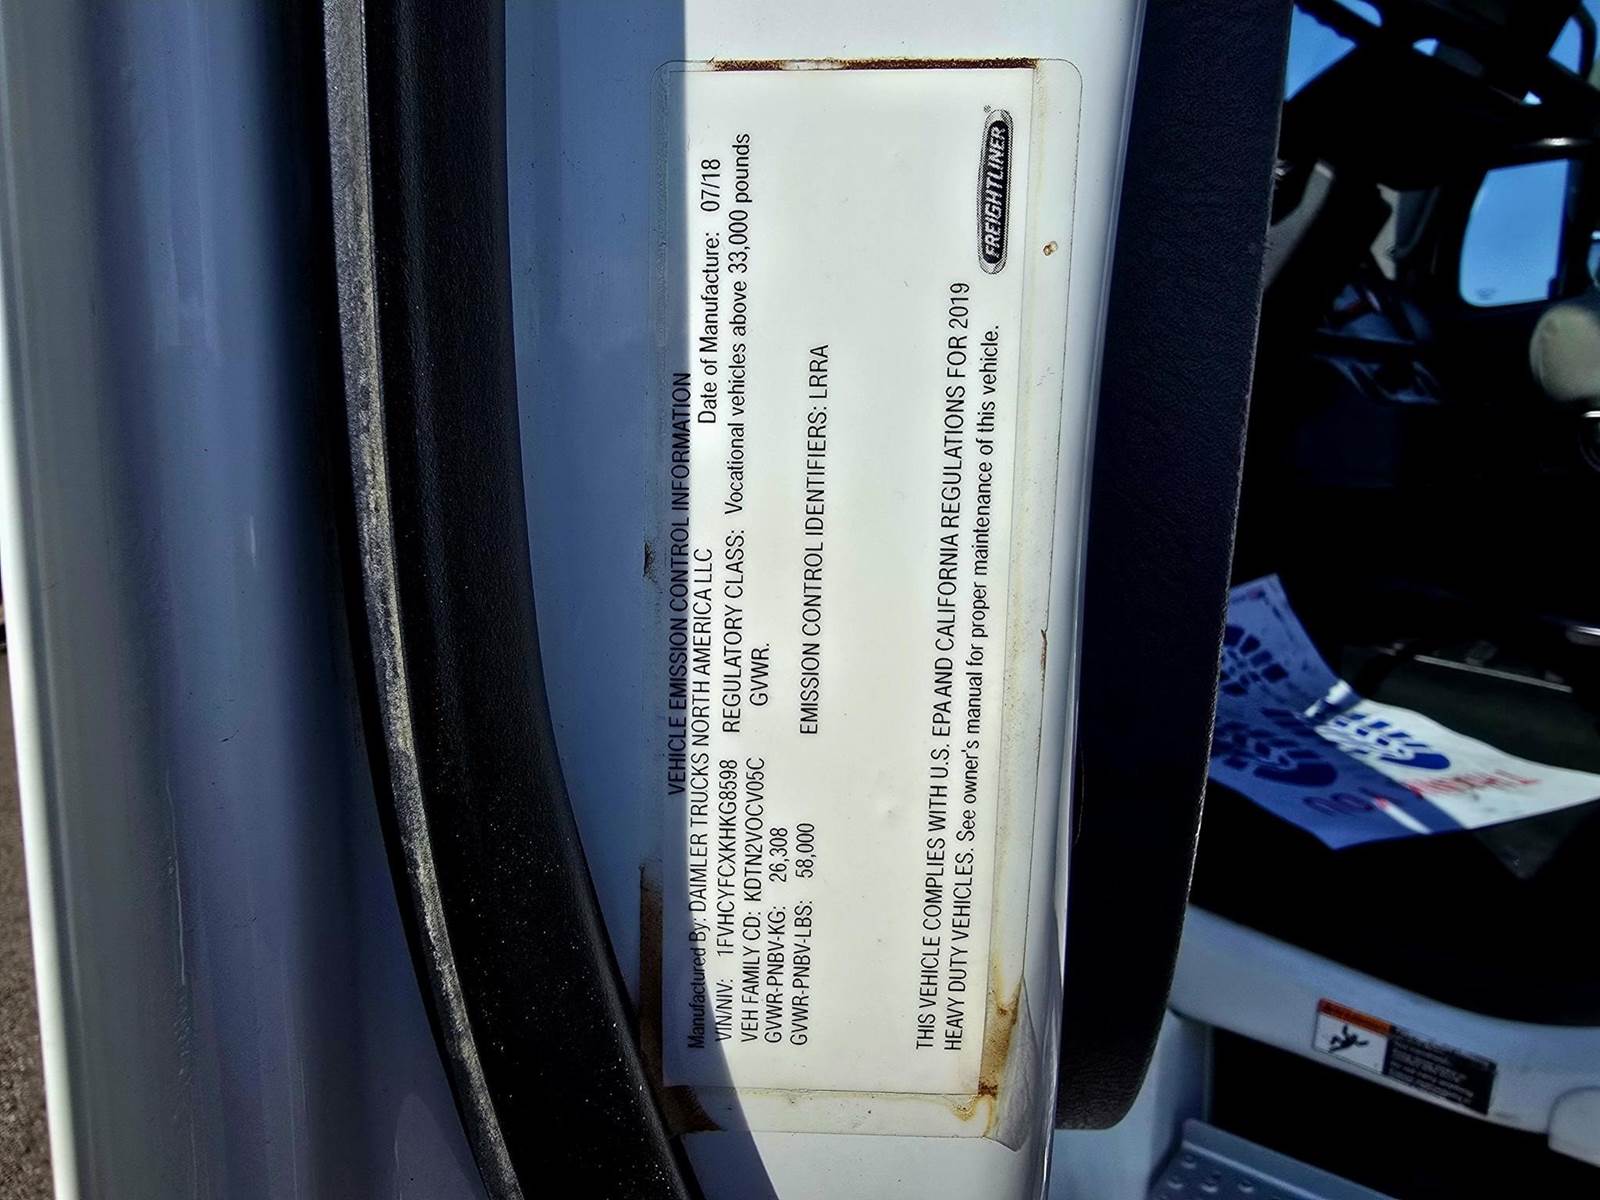 VEHICLE EMISSION CONTROL INFORMATION
Manufactured By: DAIMLER TRUCKS NORTH AMERICA LLC Date of Manufacture: 07/18
VIN/NIV: 1FVHCYFCXKHKG8598 REGULATORY CLASS: Vocational vehicles above 33,000 pounds
VEH FAMILY CD: KDTN2VOCV05C GVWR.
GVWR-PNBV-KG: 26,308
GVWR-PNBV-LBS: 58,000 EMISSION CONTROL IDENTIFIERS: LRRA
THIS VEHICLE COMPLIES WITH U.S. EPA AND CALIFORNIA REGULATIONS FOR 2019
HEAVY DUTY VEHICLES. See owner's manual for proper maintenance of this vehicle.
FREIGHTLINER
THANK YOU